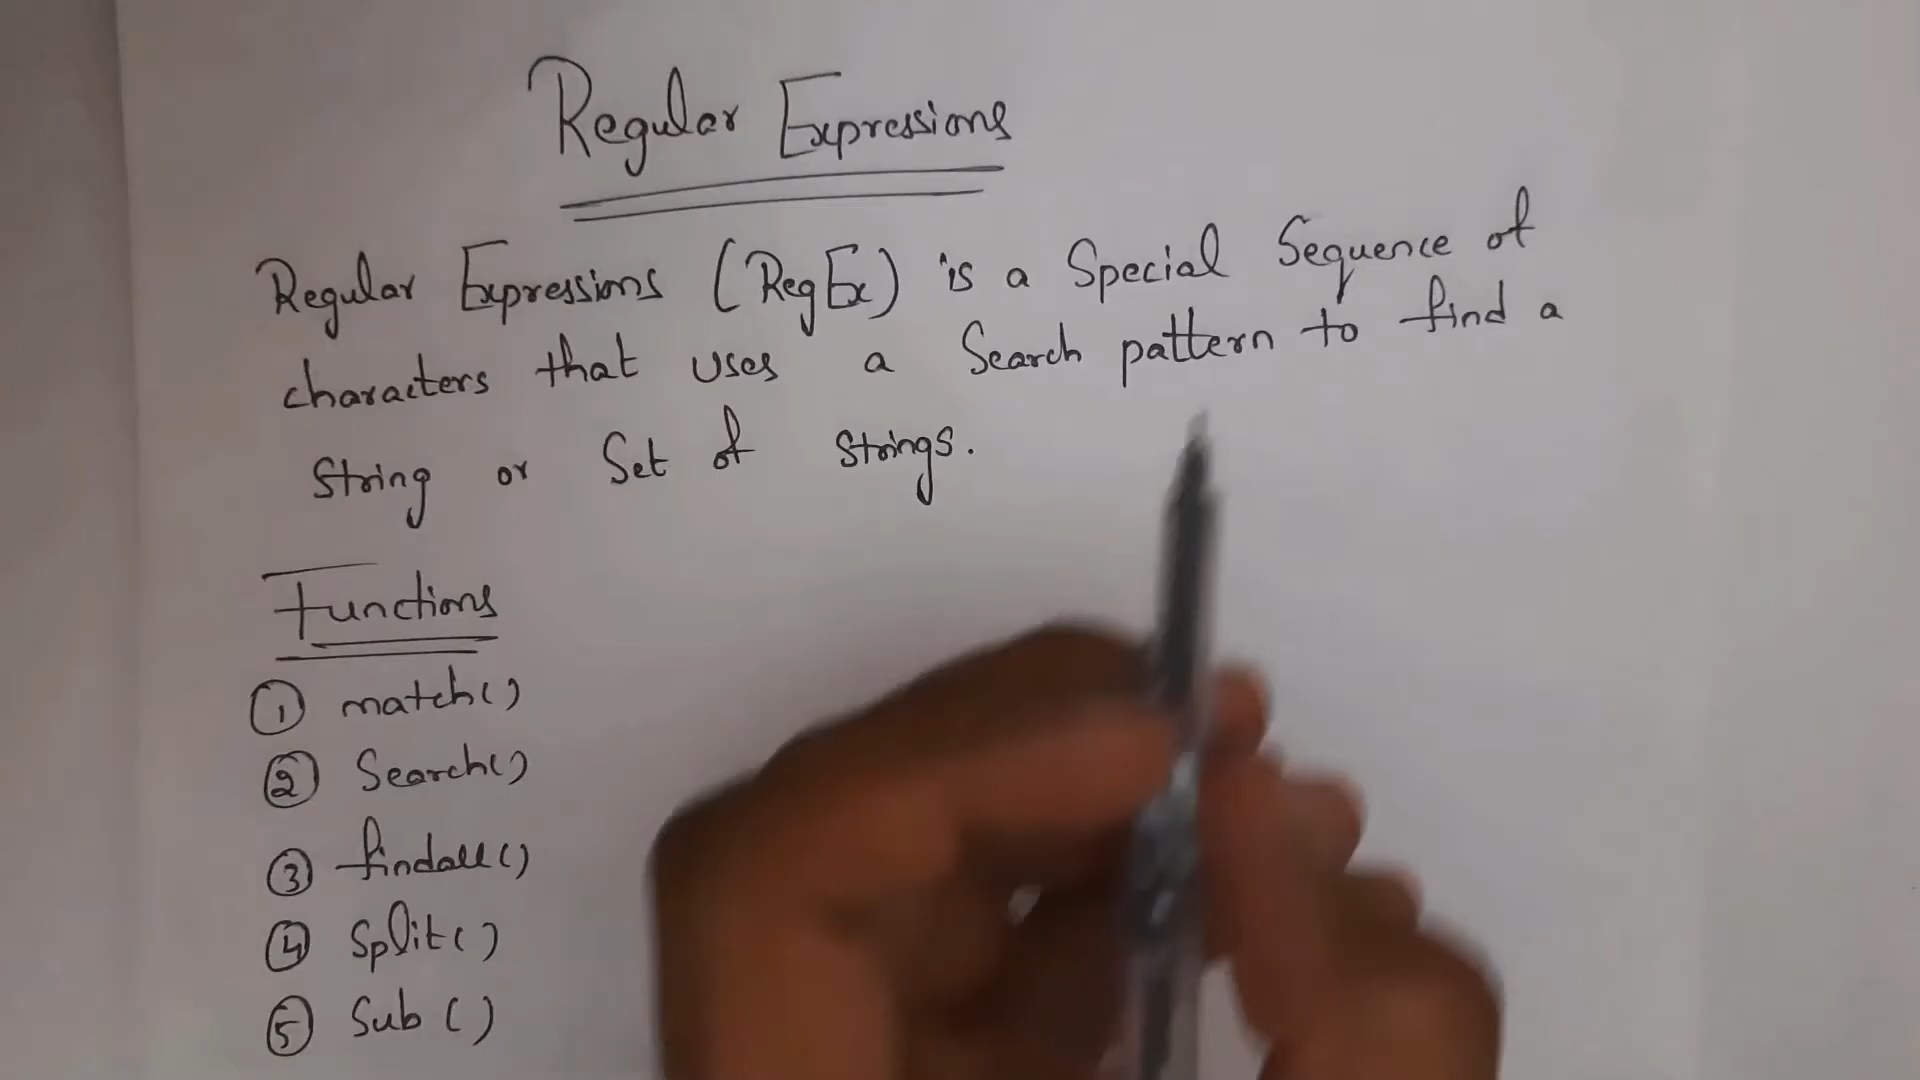 Regular Expressions
Regular Expressions (RegEx) is a Special Sequence of
characters that uses a Search pattern to find a
String or Set of Strings.
Functions
① match()
② Search()
③ findall()
④ Split()
⑤ Sub()